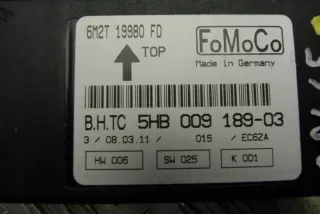 6M2T 19980 FD
FoMoCo
TOP
Made in Germany
B.H.TC 5HB 009 189-03
3 / 08.03.11 / 015 / EC6ZA
HW 006 SW 025 K 001